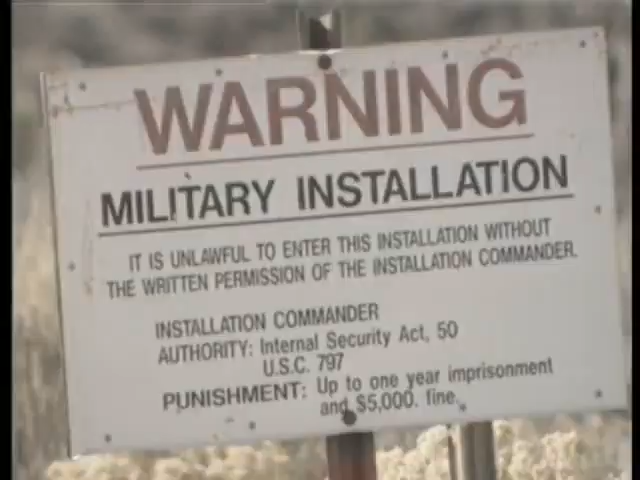 WARNING
MILITARY INSTALLATION
IT IS UNLAWFUL TO ENTER THIS INSTALLATION WITHOUT
THE WRITTEN PERMISSION OF THE INSTALLATION COMMANDER.
INSTALLATION COMMANDER
AUTHORITY: Internal Security Act, 50
U.S.C. 797
PUNISHMENT: Up to one year imprisonment
and $5,000. fine.